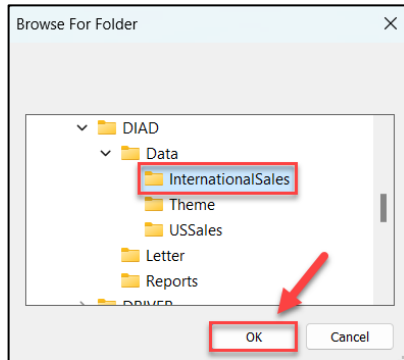 Browse For Folder
DIAD
Data
InternationalSales
Theme
USSales
Letter
Reports
DRIVER
OK
Cancel